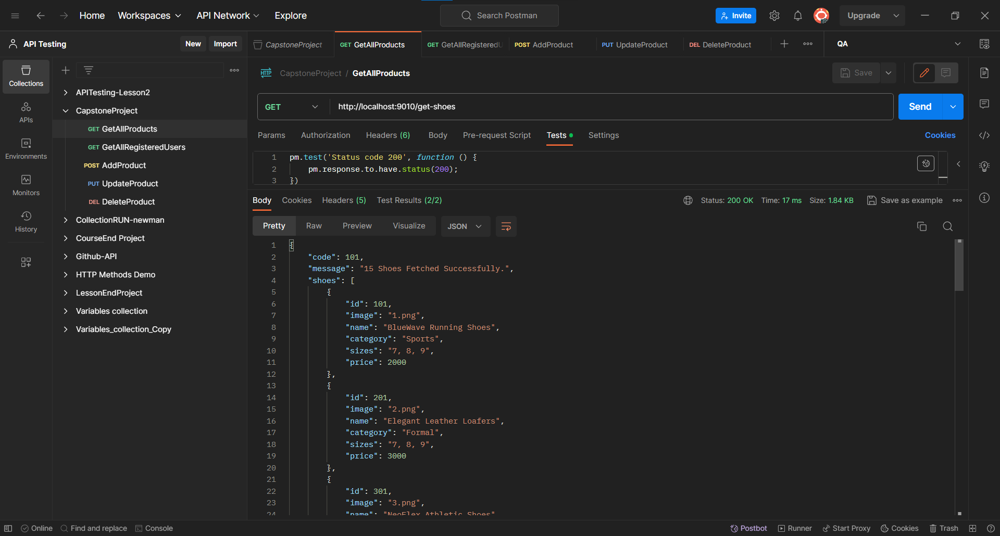 Home Workspaces API Network Explore Search Postman Invite Upgrade
API Testing New Import CapstoneProject GET GetAllProducts GET GetAllRegisteredU POST AddProduct PUT UpdateProduct DEL DeleteProduct QA
Collections
APIs
Environments
Monitors
History
APITesting-Lesson2
CapstoneProject
GET GetAllProducts
GET GetAllRegisteredUsers
POST AddProduct
PUT UpdateProduct
DEL DeleteProduct
CollectionRUN-newman
CourseEnd Project
Github-API
HTTP Methods Demo
LessonEndProject
Variables collection
Variables_collection_Copy
HTTP CapstoneProject / GetAllProducts Save
GET http://localhost:9010/get-shoes Send
Params Authorization Headers (6) Body Pre-request Script Tests Settings Cookies
1 pm.test('Status code 200', function () {
2 pm.response.to.have.status(200);
3 })
Body Cookies Headers (5) Test Results (2/2) Status: 200 OK Time: 17 ms Size: 1.84 KB Save as example
Pretty Raw Preview Visualize JSON
1 {
2 "code": 101,
3 "message": "15 Shoes Fetched Successfully.",
4 "shoes": [
5 {
6 "id": 101,
7 "image": "1.png",
8 "name": "BlueWave Running Shoes",
9 "category": "Sports",
10 "sizes": "7, 8, 9",
11 "price": 2000
12 },
13 {
14 "id": 201,
15 "image": "2.png",
16 "name": "Elegant Leather Loafers",
17 "category": "Formal",
18 "sizes": "7, 8, 9",
19 "price": 3000
20 },
21 {
22 "id": 301,
23 "image": "3.png",
24 "name": "NeoFlex Athletic Shoes"
Online Find and replace Console Postbot Runner Start Proxy Cookies Trash